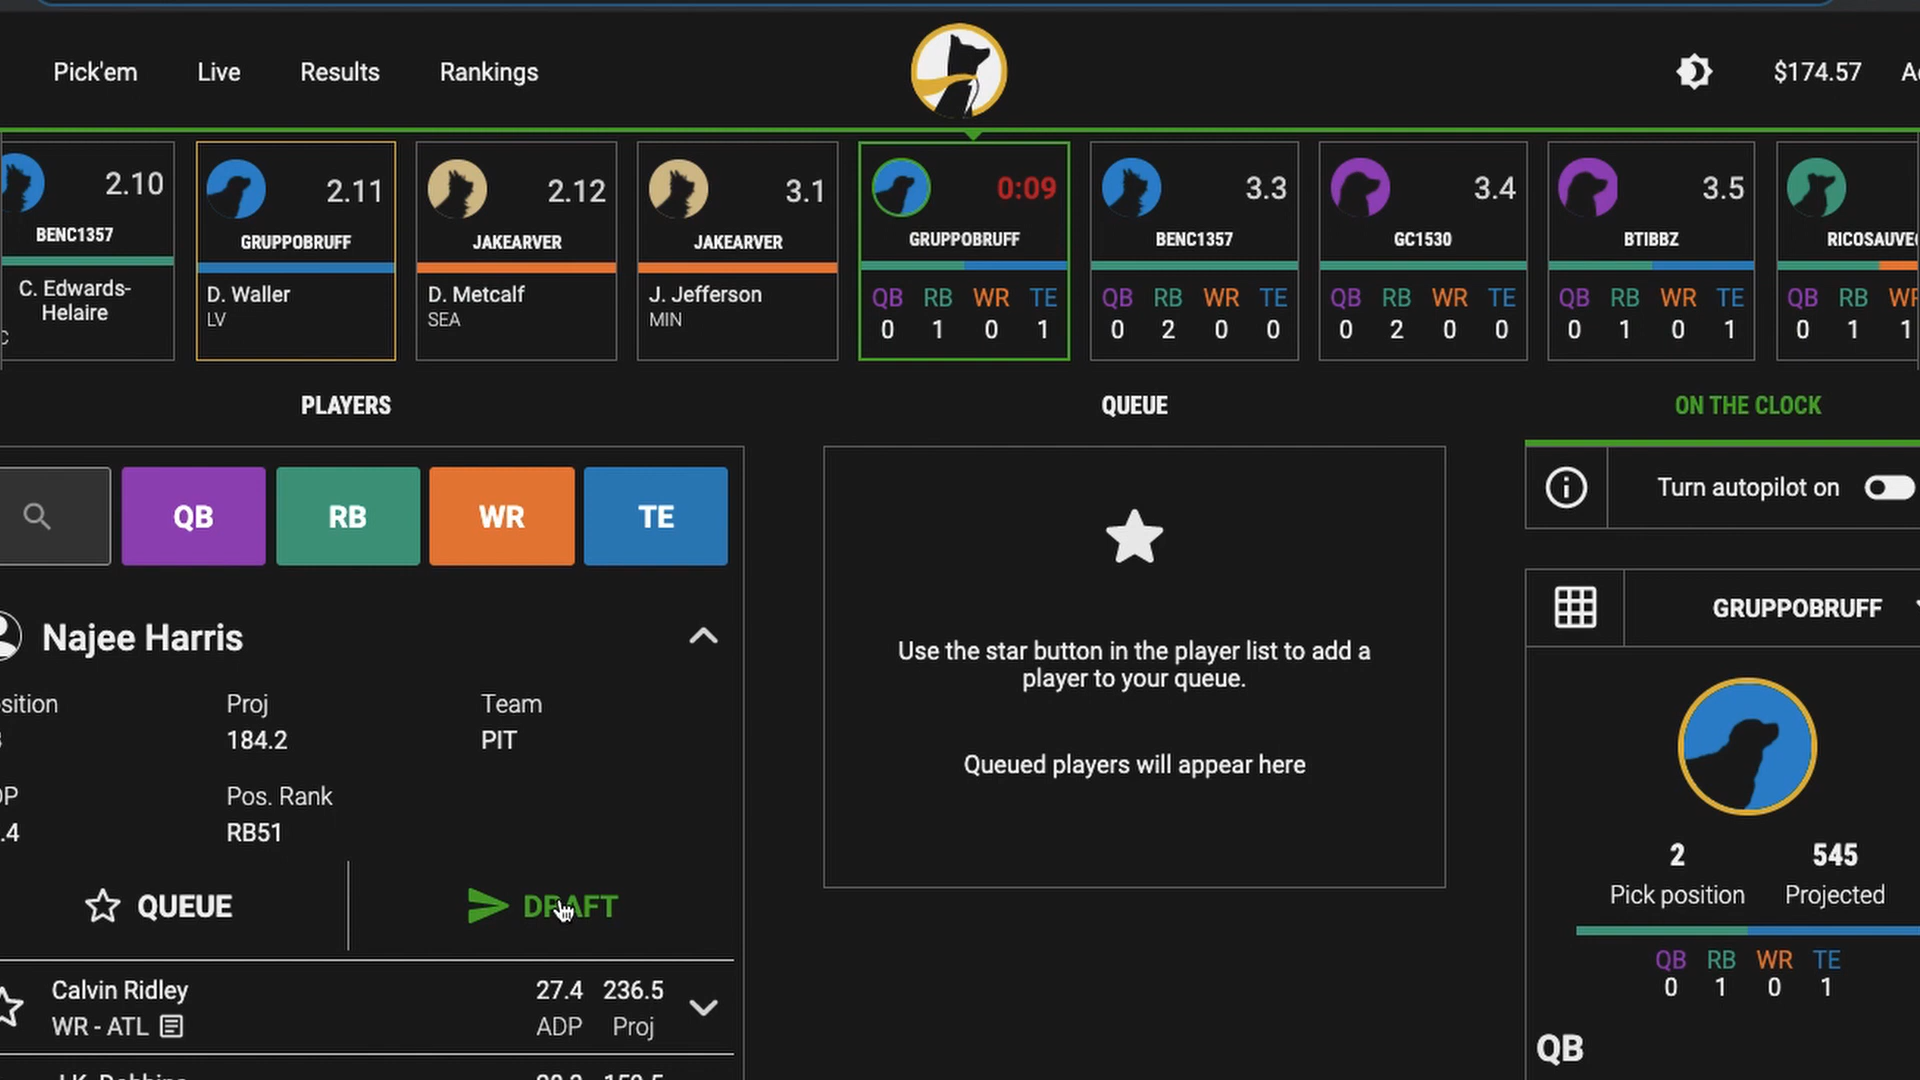 Pick'em Live Results Rankings $174.57
2.10
BENC1357
C. Edwards-
Helaire
2.11
GRUPPOBRUFF
D. Waller
LV
2.12
JAKEARVER
D. Metcalf
SEA
3.1
JAKEARVER
J. Jefferson
MIN
0:09
GRUPPOBRUFF
QB RB WR TE
0 1 0 1
3.3
BENC1357
QB RB WR TE
0 2 0 0
3.4
GC1530
QB RB WR TE
0 2 0 0
3.5
BTIBBZ
QB RB WR TE
0 1 0 1
RICOSAUVE
QB RB WR
0 1 1
PLAYERS
QB RB WR TE
Najee Harris
sition Proj Team
184.2 PIT
Pos. Rank
.4 RB51
QUEUE DRAFT
Calvin Ridley 27.4 236.5
WR - ATL ADP Proj
QUEUE
Use the star button in the player list to add a
player to your queue.
Queued players will appear here
ON THE CLOCK
Turn autopilot on
GRUPPOBRUFF
2 545
Pick position Projected
QB RB WR TE
0 1 0 1
QB